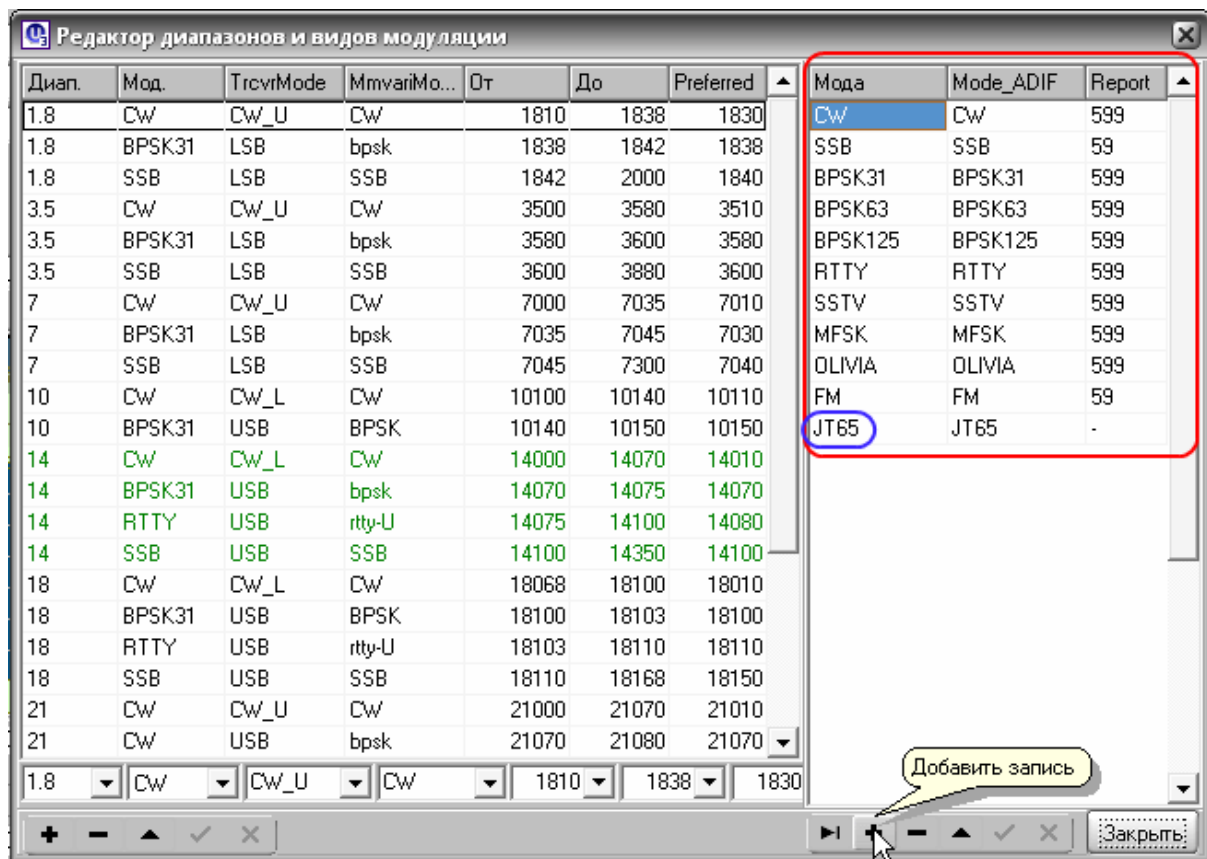 Редактор диапазонов и видов модуляции
Диап. Мод. TrcvrMode MmvariMo... От До Preferred
1.8 CW CW_U CW 1810 1838 1830
1.8 BPSK31 LSB bpsk 1838 1842 1838
1.8 SSB LSB SSB 1842 2000 1840
3.5 CW CW_U CW 3500 3580 3510
3.5 BPSK31 LSB bpsk 3580 3600 3580
3.5 SSB LSB SSB 3600 3880 3600
7 CW CW_U CW 7000 7035 7010
7 BPSK31 LSB bpsk 7035 7045 7030
7 SSB LSB SSB 7045 7300 7040
10 CW CW_L CW 10100 10140 10110
10 BPSK31 USB BPSK 10140 10150 10150
14 CW CW_L CW 14000 14070 14010
14 BPSK31 USB bpsk 14070 14075 14070
14 RTTY USB rtty-U 14075 14100 14080
14 SSB USB SSB 14100 14350 14100
18 CW CW_L CW 18068 18100 18010
18 BPSK31 USB BPSK 18100 18103 18100
18 RTTY USB rtty-U 18103 18110 18110
18 SSB USB SSB 18110 18168 18150
21 CW CW_U CW 21000 21070 21010
21 CW USB bpsk 21070 21080 21070
1.8 CW CW_U CW 1810 1838 1830
Мода Mode_ADIF Report
CW CW 599
SSB SSB 59
BPSK31 BPSK31 599
BPSK63 BPSK63 599
BPSK125 BPSK125 599
RTTY RTTY 599
SSTV SSTV 599
MFSK MFSK 599
OLIVIA OLIVIA 599
FM FM 59
JT65 JT65 -
Добавить запись
Закрыть